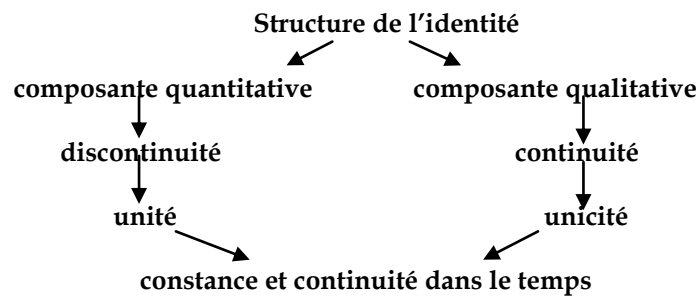 Structure de l’identité
composante quantitative composante qualitative
discontinuité continuité
unité unicité
constance et continuité dans le temps